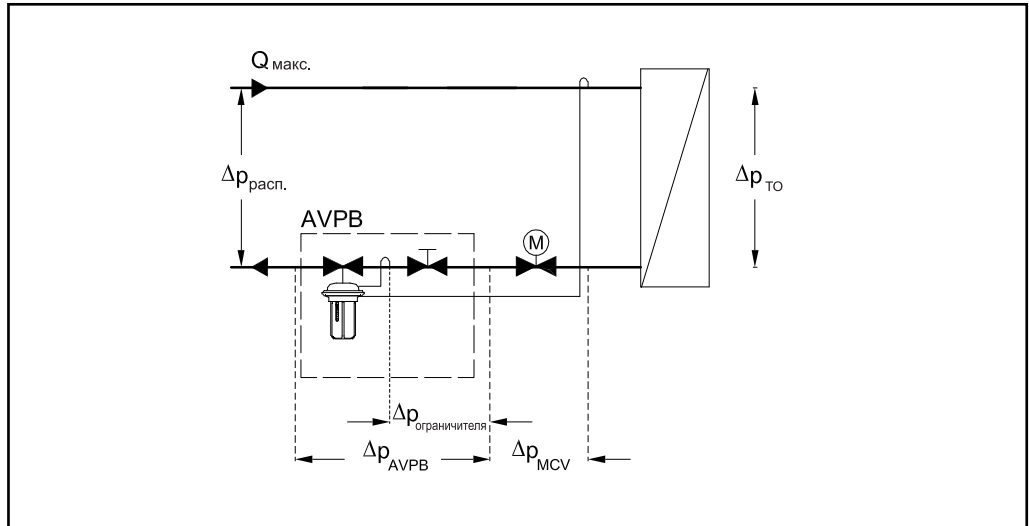 Q макс.
Δp расп.
Δp ТО
AVPB
M
Δp ограничителя
Δp AVPB
Δp MCV